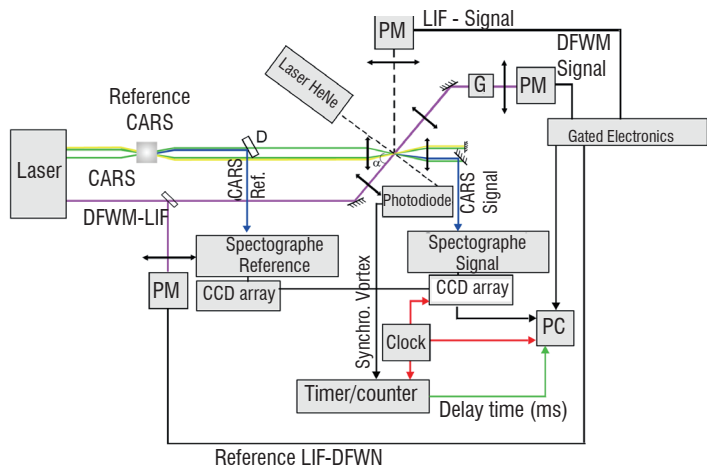 LIF - Signal
PM
DFWM
Signal
Laser HeNe
G
PM
Reference
CARS
D
Gated Electronics
Laser
CARS
α
CARS
Ref.
CARS
Signal
DFWM-LIF
Photodiode
Spectographe
Reference
Spectographe
Signal
PM
CCD array
CCD array
Synchro. Vortex
Clock
PC
Timer/counter
Delay time (ms)
Reference LIF-DFWN